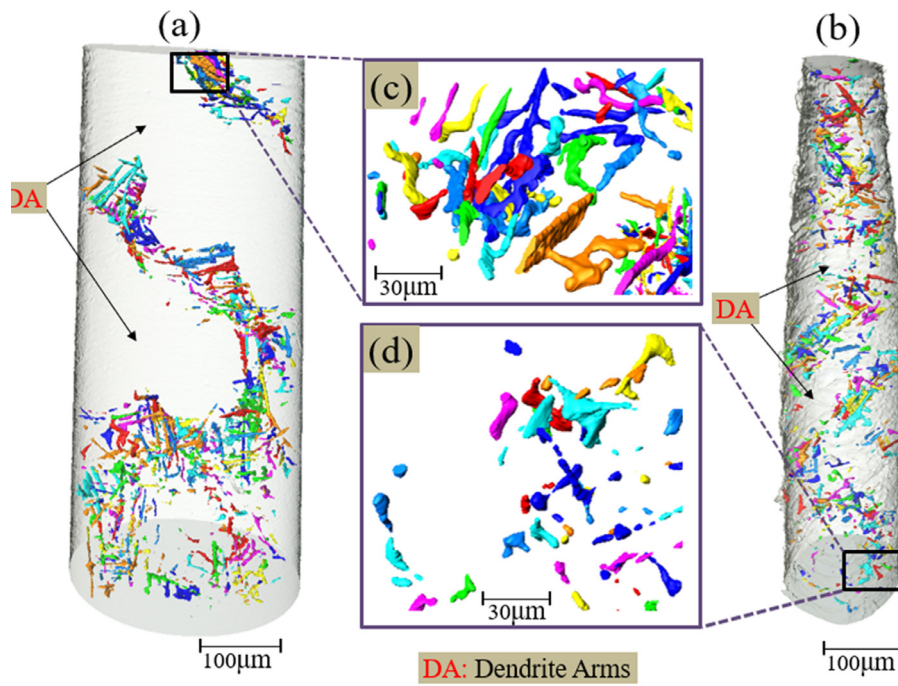 (a)
(b)
(c)
DA
30μm
DA
(d)
30μm
100μm
100μm
DA: Dendrite Arms